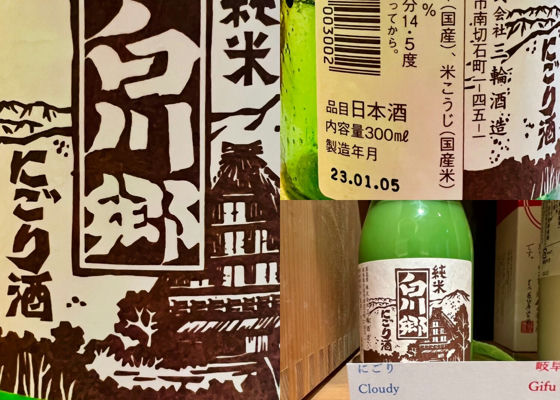 純米
白川郷
にごり酒
003002
%
分14・5度
ってから。
(国産)、米こうじ(国産米)
品目日本酒
内容量300ml
製造年月
23.01.05
会社三輪酒造
市南切石町一ー四五ー
にごり酒
純米
白川郷
にごり酒
にごり
Cloudy
岐阜
Gifu